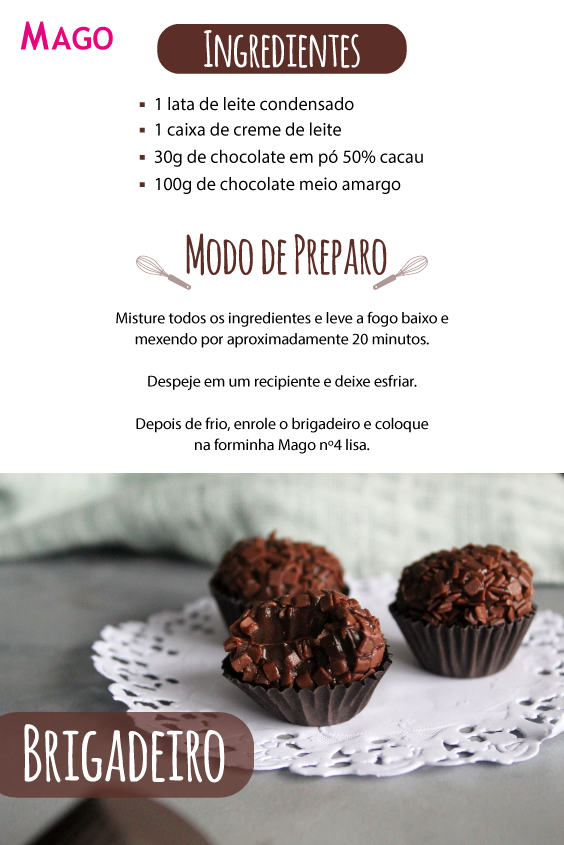 MAGO
INGREDIENTES
▪ 1 lata de leite condensado
▪ 1 caixa de creme de leite
▪ 30g de chocolate em pó 50% cacau
▪ 100g de chocolate meio amargo
MODO DE PREPARO
Misture todos os ingredientes e leve a fogo baixo e
mexendo por aproximadamente 20 minutos.
Despeje em um recipiente e deixe esfriar.
Depois de frio, enrole o brigadeiro e coloque
na forminha Mago nº4 lisa.
BRIGADEIRO